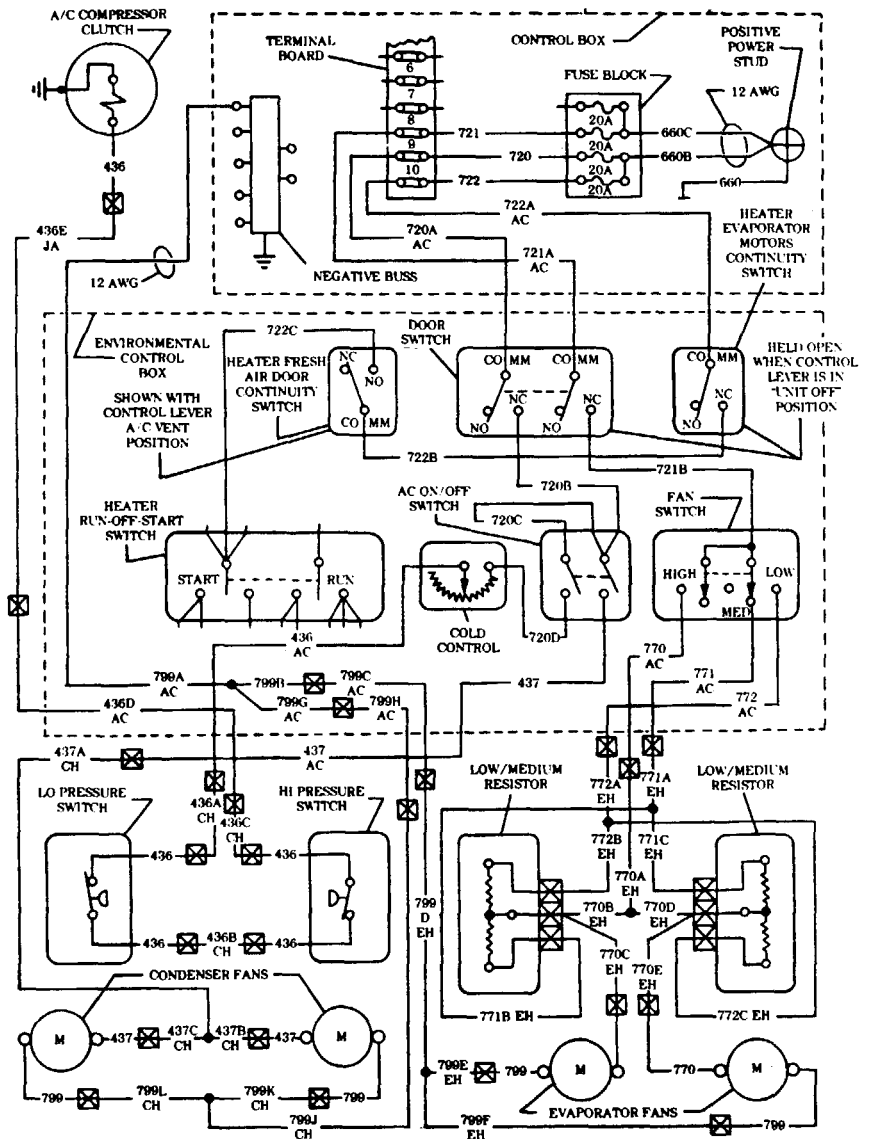 A/C COMPRESSOR
CLUTCH
TERMINAL
BOARD
CONTROL BOX
POSITIVE
POWER
STUD
FUSE BLOCK
12 AWG
6
7
8
9
10
721
720
722
20A
20A
20A
20A
660C
660B
660
436
436E
JA
12 AWG
NEGATIVE BUSS
720A
AC
722A
AC
721A
AC
HEATER
EVAPORATOR
MOTORS
CONTINUITY
SWITCH
ENVIRONMENTAL
CONTROL
BOX
722C
DOOR
SWITCH
HEATER FRESH
AIR DOOR
CONTINUITY
SWITCH
SHOWN WITH
CONTROL LEVER
A/C VENT
POSITION
NC
NO
COMM
COMM
COMM
NC
NO
NC
NO
COMM
NC
NO
HELD OPEN
WHEN CONTROL
LEVER IS IN
"UNIT OFF"
POSITION
722B
721B
720B
AC ON/OFF
SWITCH
720C
FAN
SWITCH
HEATER
RUN-OFF-START
SWITCH
START
RUN
HIGH
LOW
MED
436
AC
COLD
CONTROL
720D
770
AC
771
AC
772
AC
437
799A
AC
799B
799C
AC
799G
AC
799H
AC
436D
AC
437A
CH
437
AC
LO PRESSURE
SWITCH
HI PRESSURE
SWITCH
436A
CH
436C
CH
LOW/MEDIUM
RESISTOR
772A
EH
771A
EH
LOW/MEDIUM
RESISTOR
772B
EH
771C
EH
436
436
436
436B
CH
436
770A
EH
770B
EH
770D
EH
799
D
EH
770C
EH
770E
EH
771B EH
772C EH
CONDENSER FANS
M
437
437C
CH
437B
CH
437
M
799
799L
CH
799K
CH
799
799J
CH
799E
EH
799
M
770
M
EVAPORATOR FANS
799F
EH
799